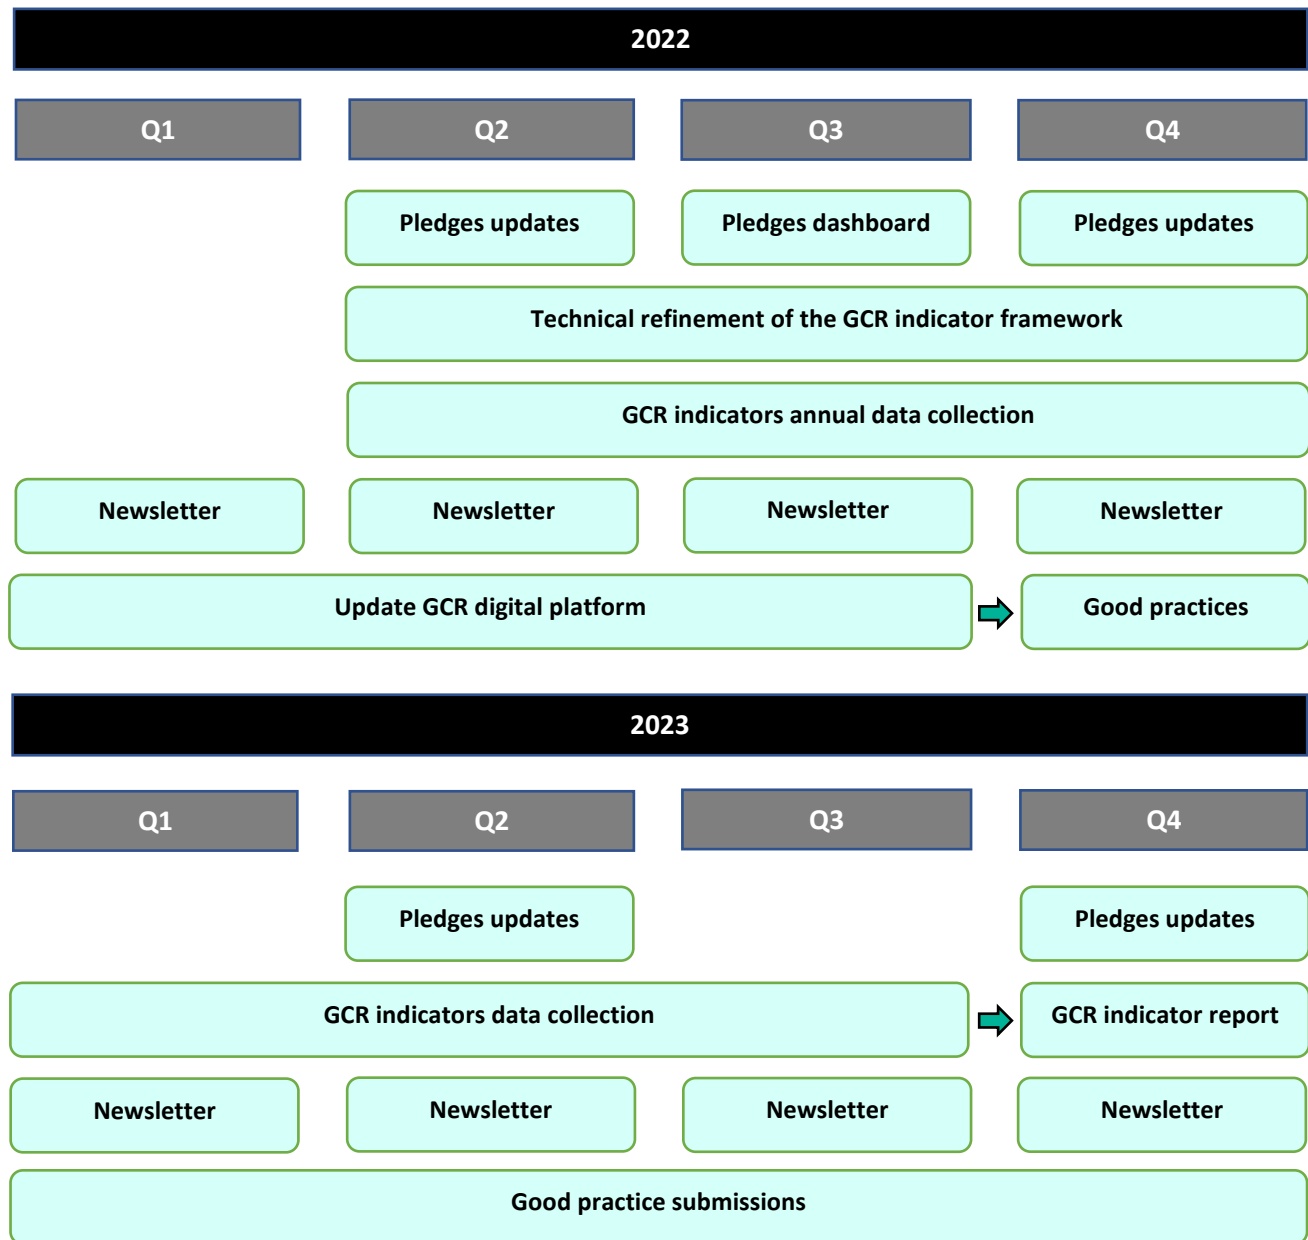 2022
Q1 Q2 Q3 Q4
Pledges updates Pledges dashboard Pledges updates
Technical refinement of the GCR indicator framework
GCR indicators annual data collection
Newsletter Newsletter Newsletter Newsletter
Update GCR digital platform Good practices
2023
Q1 Q2 Q3 Q4
Pledges updates Pledges updates
GCR indicators data collection GCR indicator report
Newsletter Newsletter Newsletter Newsletter
Good practice submissions